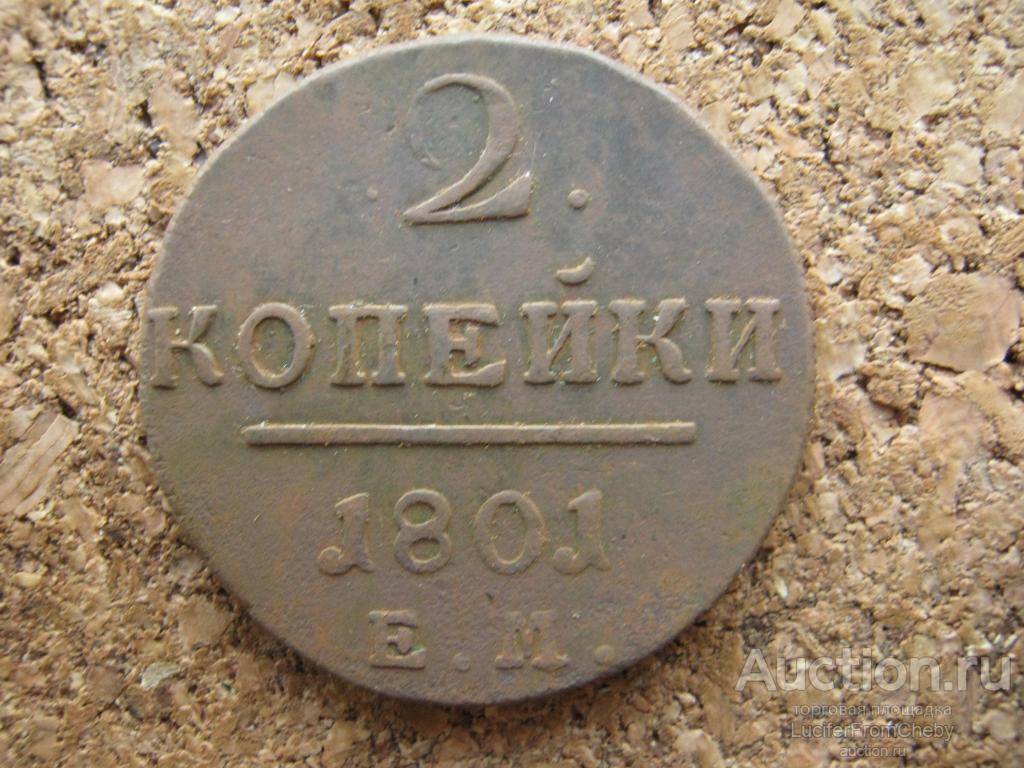 · 2 ·
КОПЕЙКИ
1801
Е. М.
Auction.ru
торговая площадка
LuciferFromCheby
auction.ru